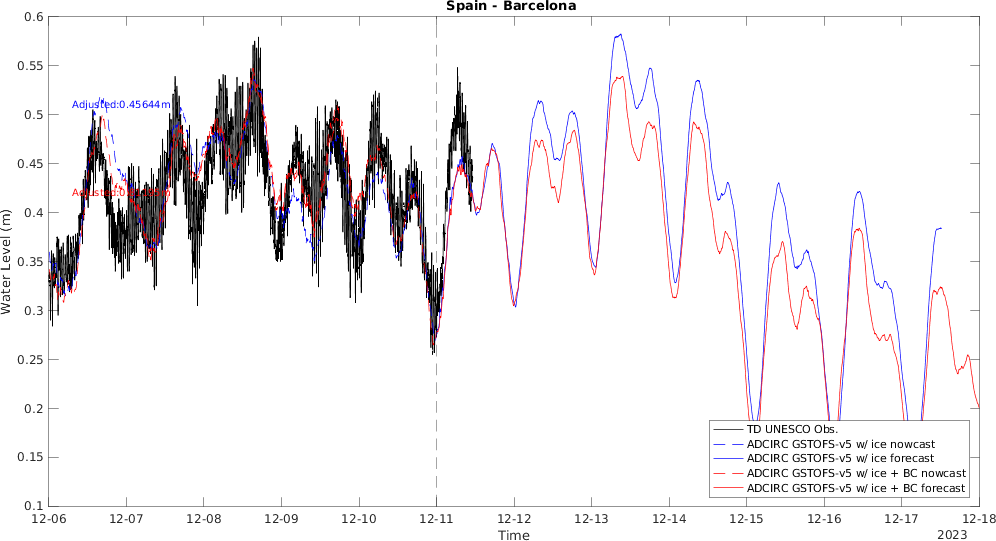 Spain - Barcelona
0.6
0.55
0.5
0.45
0.4
0.35
0.3
0.25
0.2
0.15
0.1
Water Level (m)
Adjusted:0.45644m
TD UNESCO Obs.
ADCIRC GSTOFS-v5 w/ ice nowcast
ADCIRC GSTOFS-v5 w/ ice forecast
ADCIRC GSTOFS-v5 w/ ice + BC nowcast
ADCIRC GSTOFS-v5 w/ ice + BC forecast
12-06 12-07 12-08 12-09 12-10 12-11 12-12 12-13 12-14 12-15 12-16 12-17 12-18
Time
2023